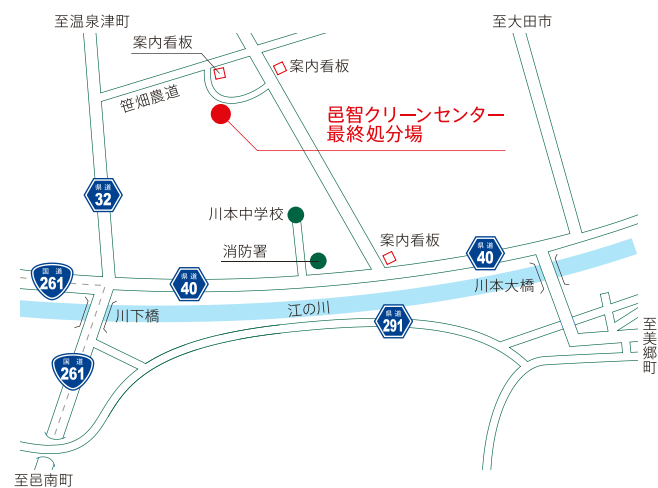 至温泉津町
至大田市
案内看板
案内看板
笹畑農道
邑智クリーンセンター
最終処分場
県道
32
川本中学校
消防署
案内看板
県道
40
国道
261
県道
40
川本大橋
江の川
川下橋
県道
291
至美郷町
国道
261
至邑南町